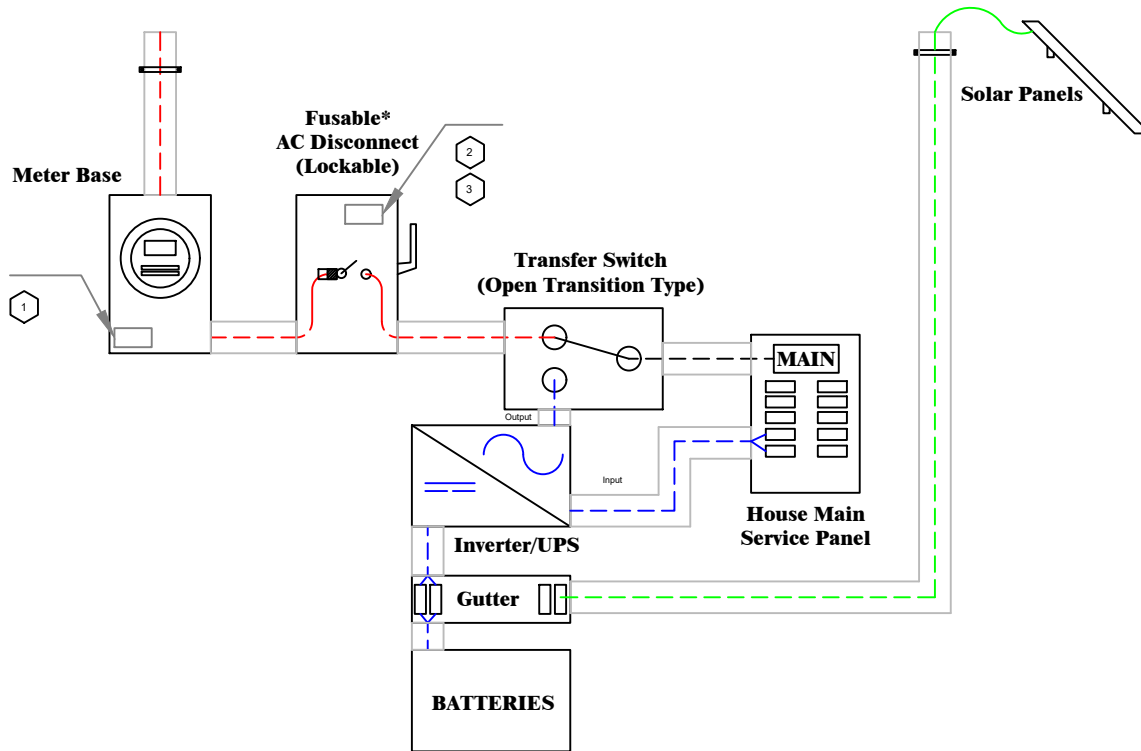 Solar Panels
Fusable*
AC Disconnect
(Lockable)
2
3
Meter Base
1
Transfer Switch
(Open Transition Type)
MAIN
Output
Input
House Main
Service Panel
Inverter/UPS
Gutter
BATTERIES